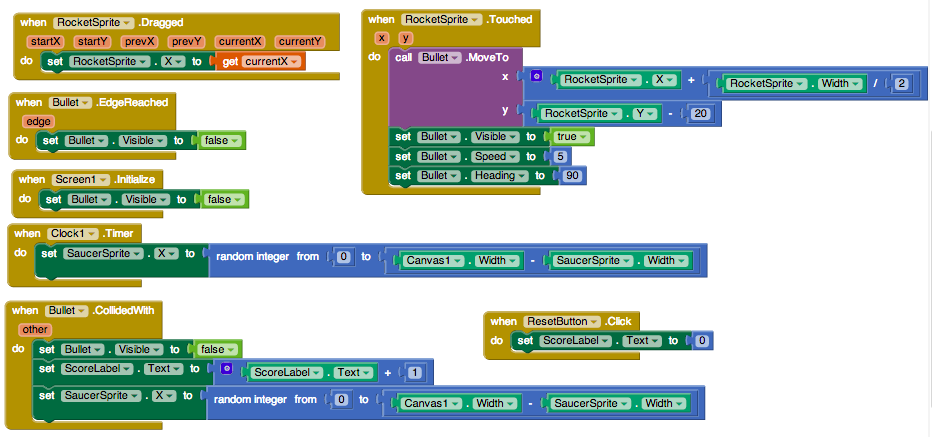 when RocketSprite .Dragged
startX startY prevX prevY currentX currentY
do set RocketSprite . X to get currentX
when Bullet .EdgeReached
edge
do set Bullet . Visible to false
when Screen1 .Initialize
do set Bullet . Visible to false
when RocketSprite .Touched
x y
do call Bullet .MoveTo
x RocketSprite . X + RocketSprite . Width / 2
y RocketSprite . Y - 20
set Bullet . Visible to true
set Bullet . Speed to 5
set Bullet . Heading to 90
when Clock1 .Timer
do set SaucerSprite . X to random integer from 0 to Canvas1 . Width - SaucerSprite . Width
when Bullet .CollidedWith
other
do set Bullet . Visible to false
set ScoreLabel . Text to ScoreLabel . Text + 1
set SaucerSprite . X to random integer from 0 to Canvas1 . Width - SaucerSprite . Width
when ResetButton .Click
do set ScoreLabel . Text to 0